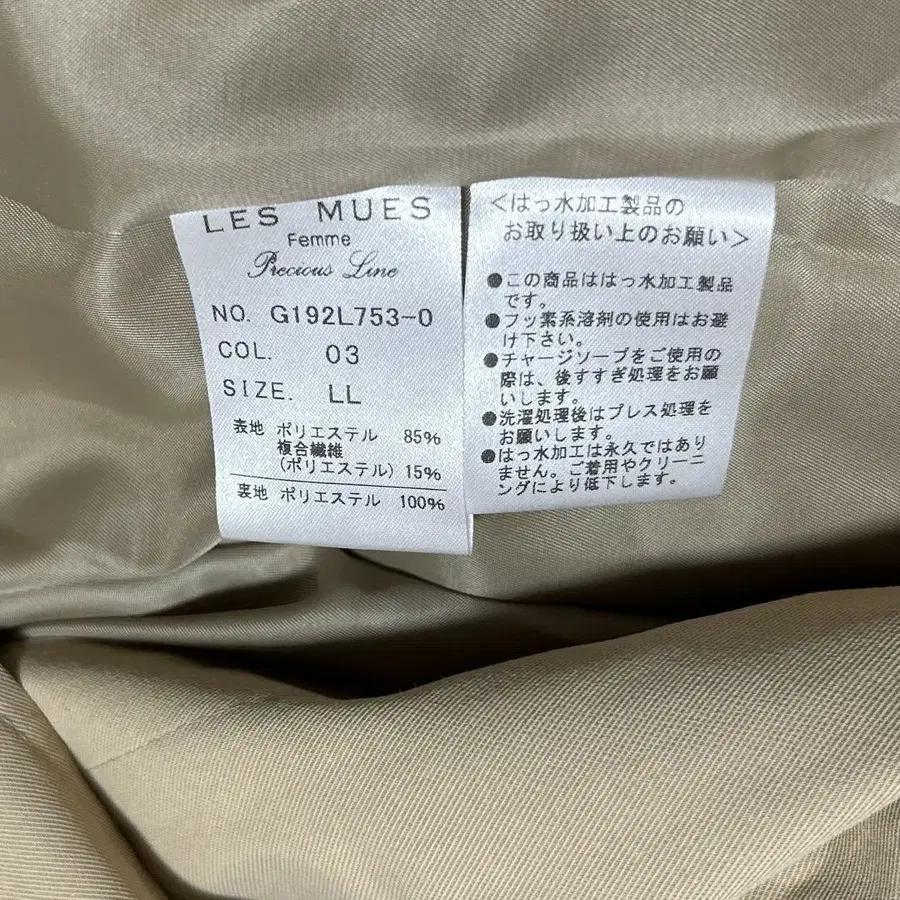 LES MUES
Femme
Precious Line
NO. G192L753-0
COL. 03
SIZE. LL
表地 ポリエステル 85%
複合繊維
(ポリエステル) 15%
裏地 ポリエステル 100%
<はっ水加工製品の
お取り扱い上のお願い>
●この商品ははっ水加工製品
です。
●フッ素系溶剤の使用はお避
け下さい。
●チャージソープをご使用の
際は、後すすぎ処理をお願
いします。
●洗濯処理後はプレス処理を
お願いします。
●はっ水加工は永久ではあり
ません。ご着用やクリーニ
ングにより低下します。